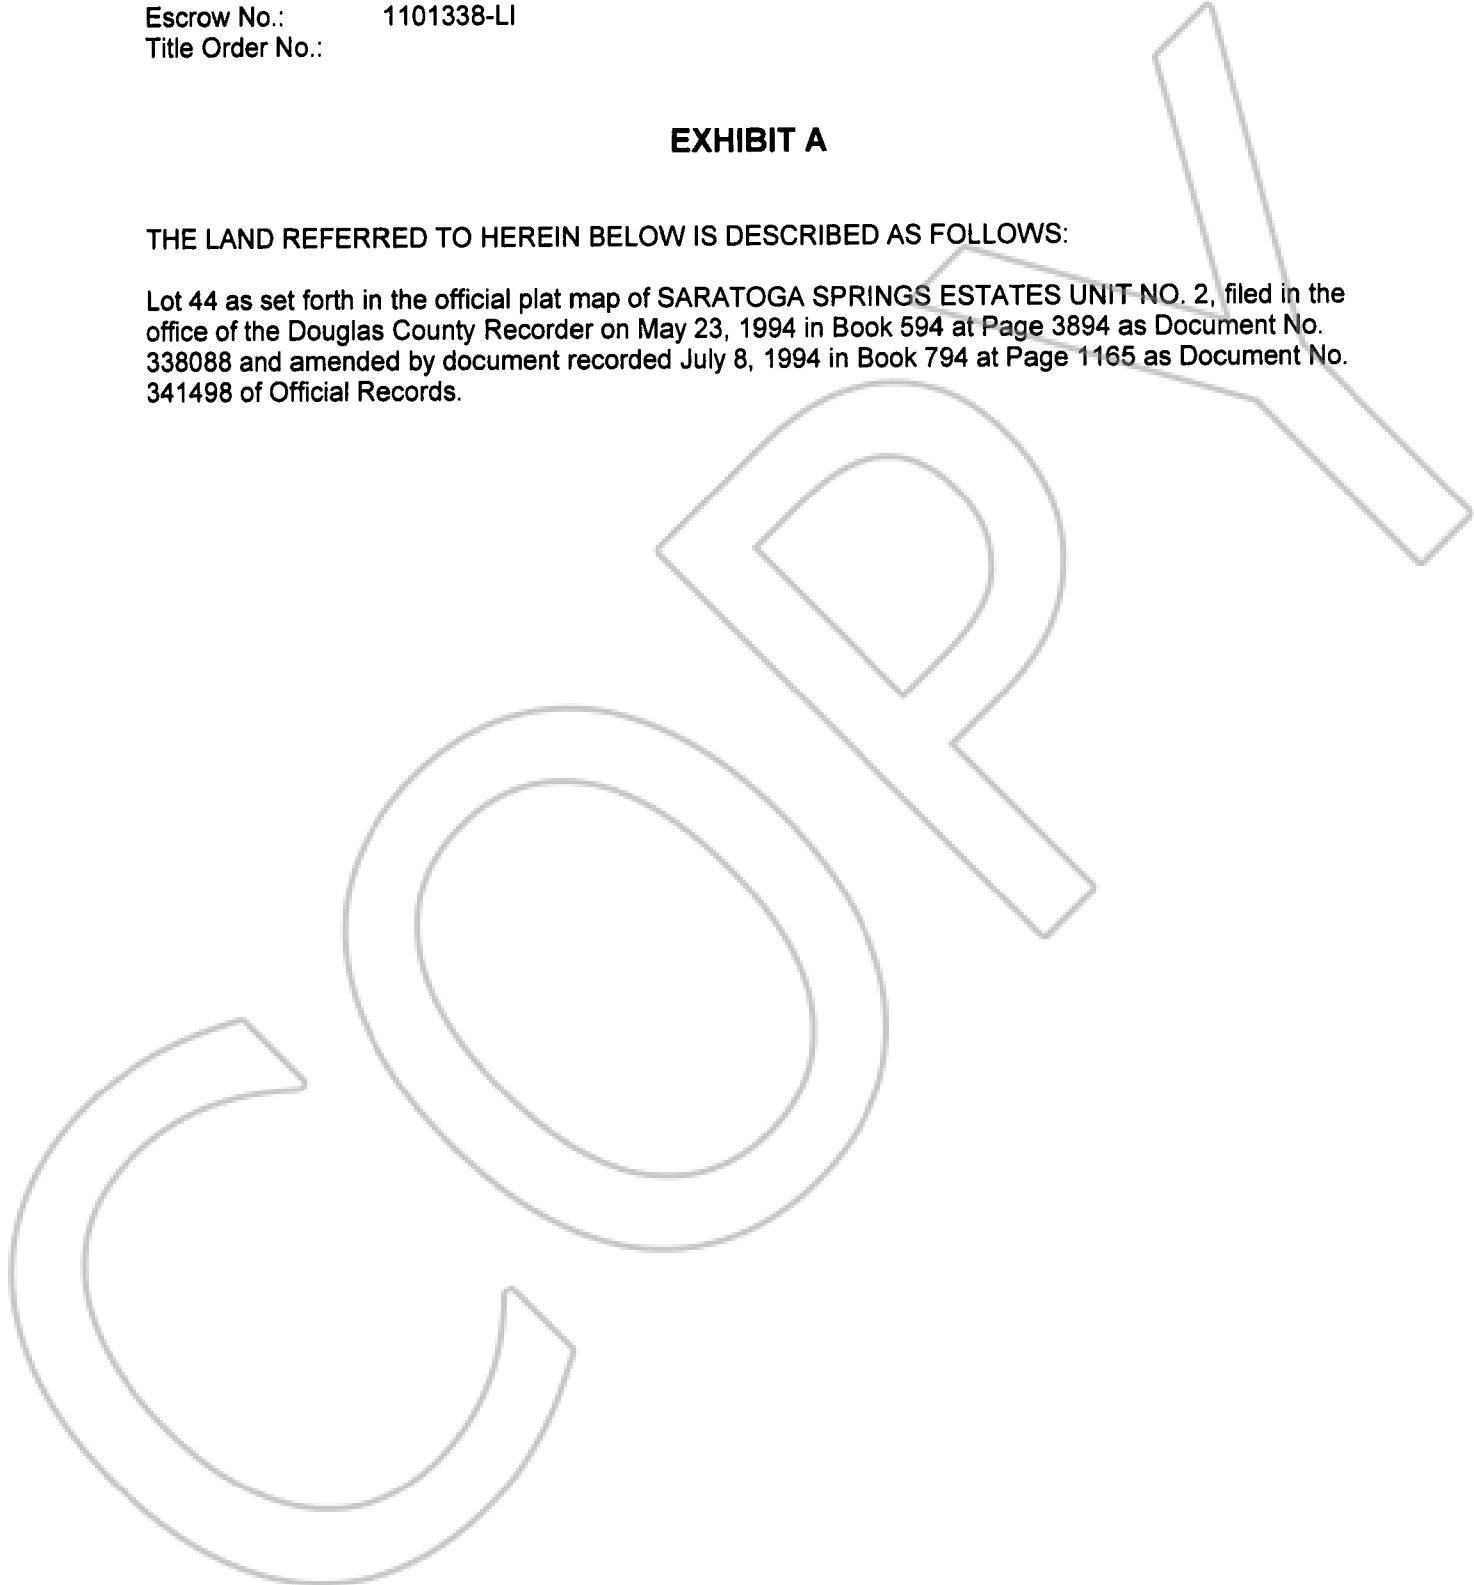 Escrow No.: 1101338-LI
Title Order No.:
EXHIBIT A
THE LAND REFERRED TO HEREIN BELOW IS DESCRIBED AS FOLLOWS:
Lot 44 as set forth in the official plat map of SARATOGA SPRINGS ESTATES UNIT NO. 2, filed in the
office of the Douglas County Recorder on May 23, 1994 in Book 594 at Page 3894 as Document No.
338088 and amended by document recorded July 8, 1994 in Book 794 at Page 1165 as Document No.
341498 of Official Records.
COPY